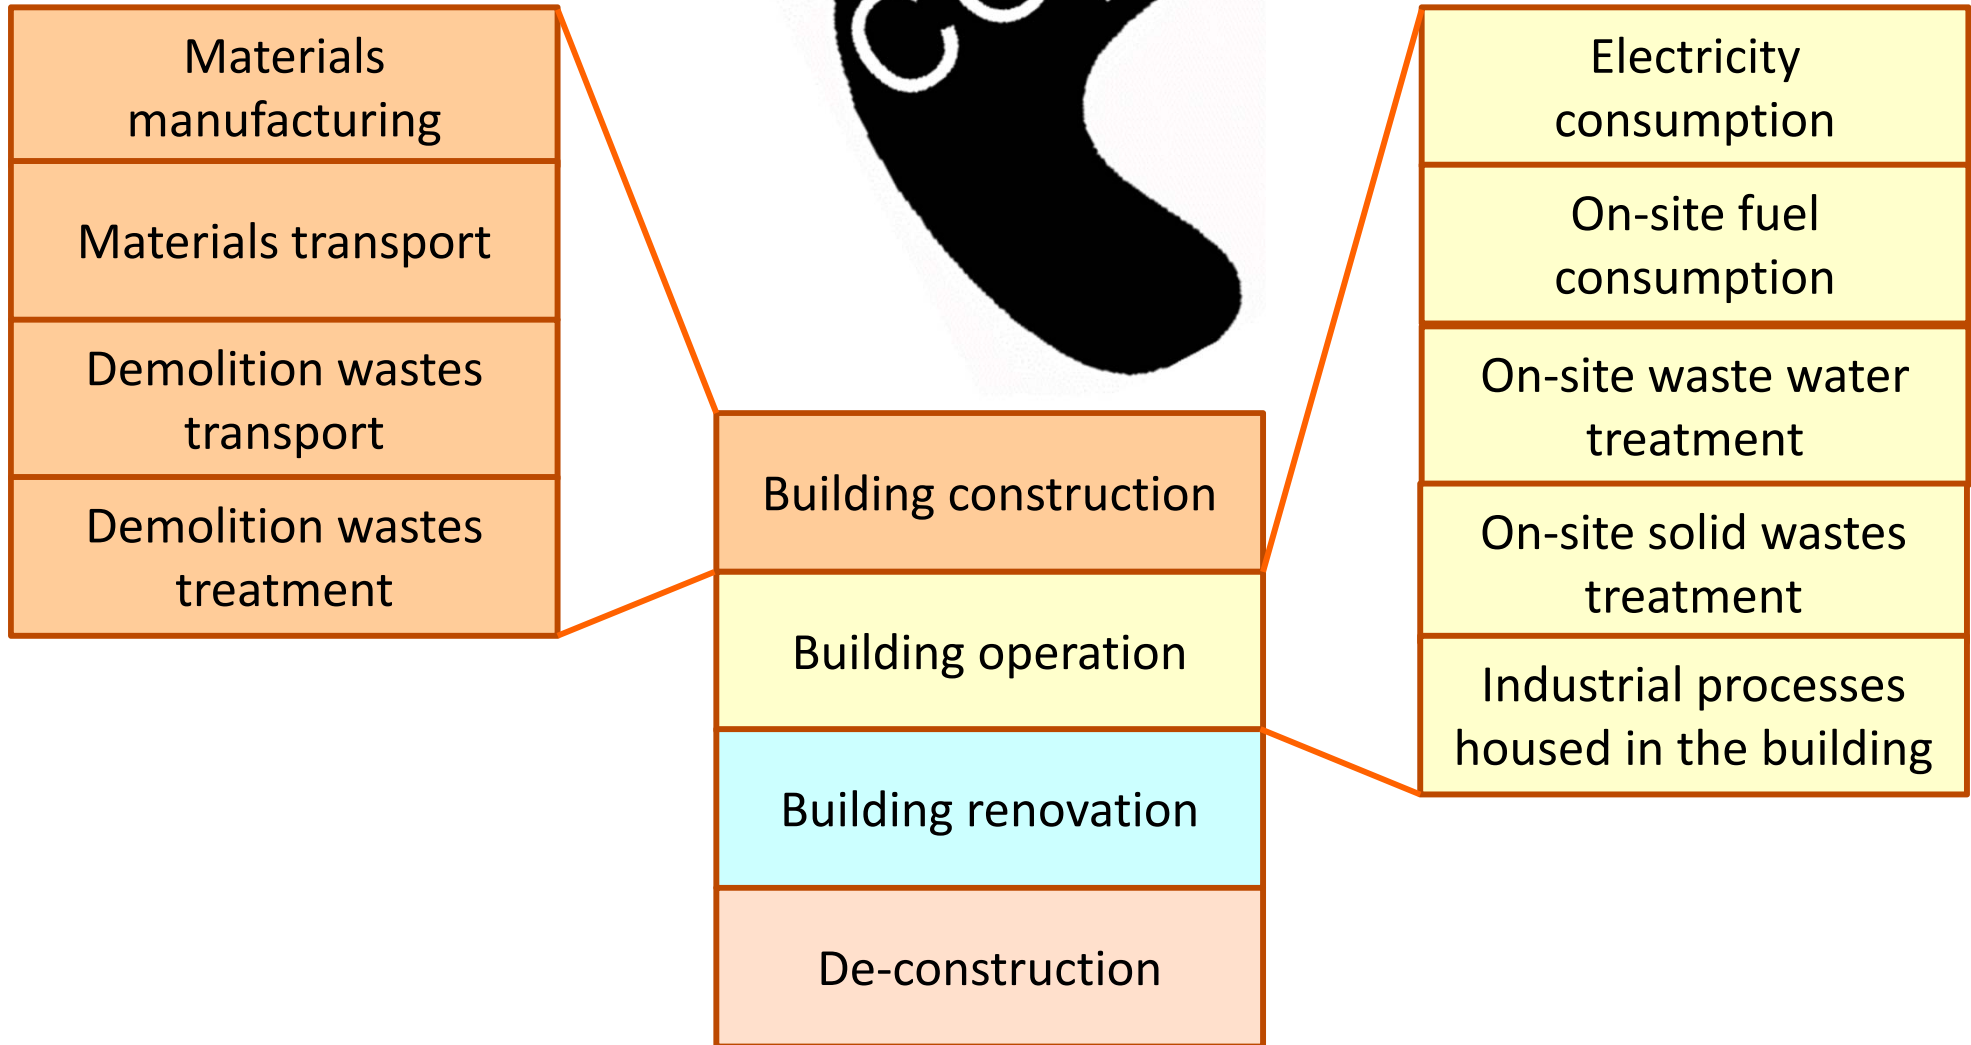 Materials
manufacturing
Materials transport
Demolition wastes
transport
Demolition wastes
treatment
Building construction
Building operation
Building renovation
De-construction
Electricity
consumption
On-site fuel
consumption
On-site waste water
treatment
On-site solid wastes
treatment
Industrial processes
housed in the building